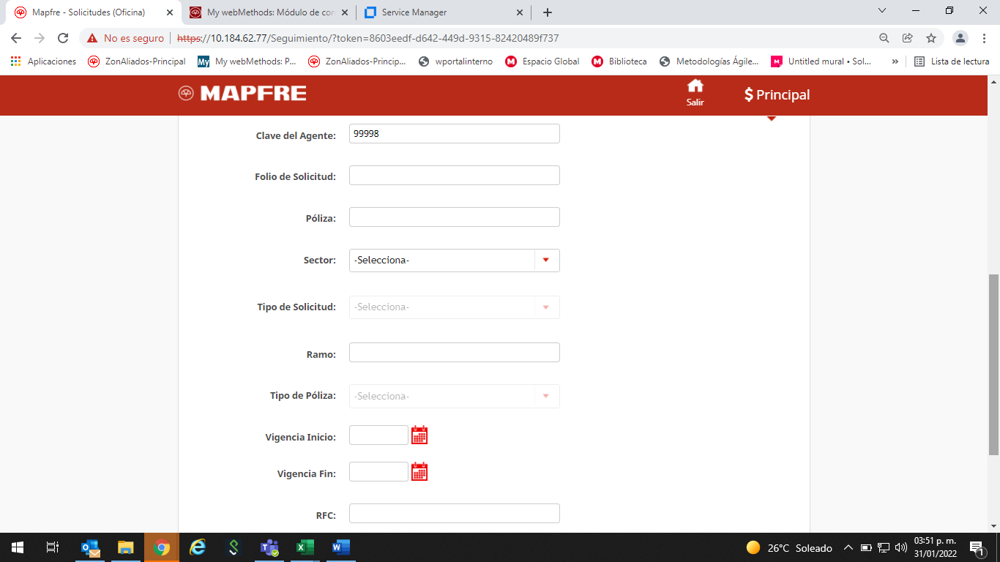 Mapfre - Solicitudes (Oficina)
My webMethods: Módulo de con
Service Manager
No es seguro
https://10.184.62.77/Seguimiento/?token=8603eedf-d642-449d-9315-82420489f737
Aplicaciones
ZonAliados-Principal
My
My webMethods: P...
ZonAliados-Princip...
wportalinterno
Espacio Global
Biblioteca
Metodologías Ágile...
Untitled mural • Sol...
»
Lista de lectura
MAPFRE
Salir
$ Principal
Clave del Agente: 99998
Folio de Solicitud:
Póliza:
Sector: -Selecciona-
Tipo de Solicitud: -Selecciona-
Ramo:
Tipo de Póliza: -Selecciona-
Vigencia Inicio:
Vigencia Fin:
RFC:
26°C Soleado
03:51 p. m.
31/01/2022
1